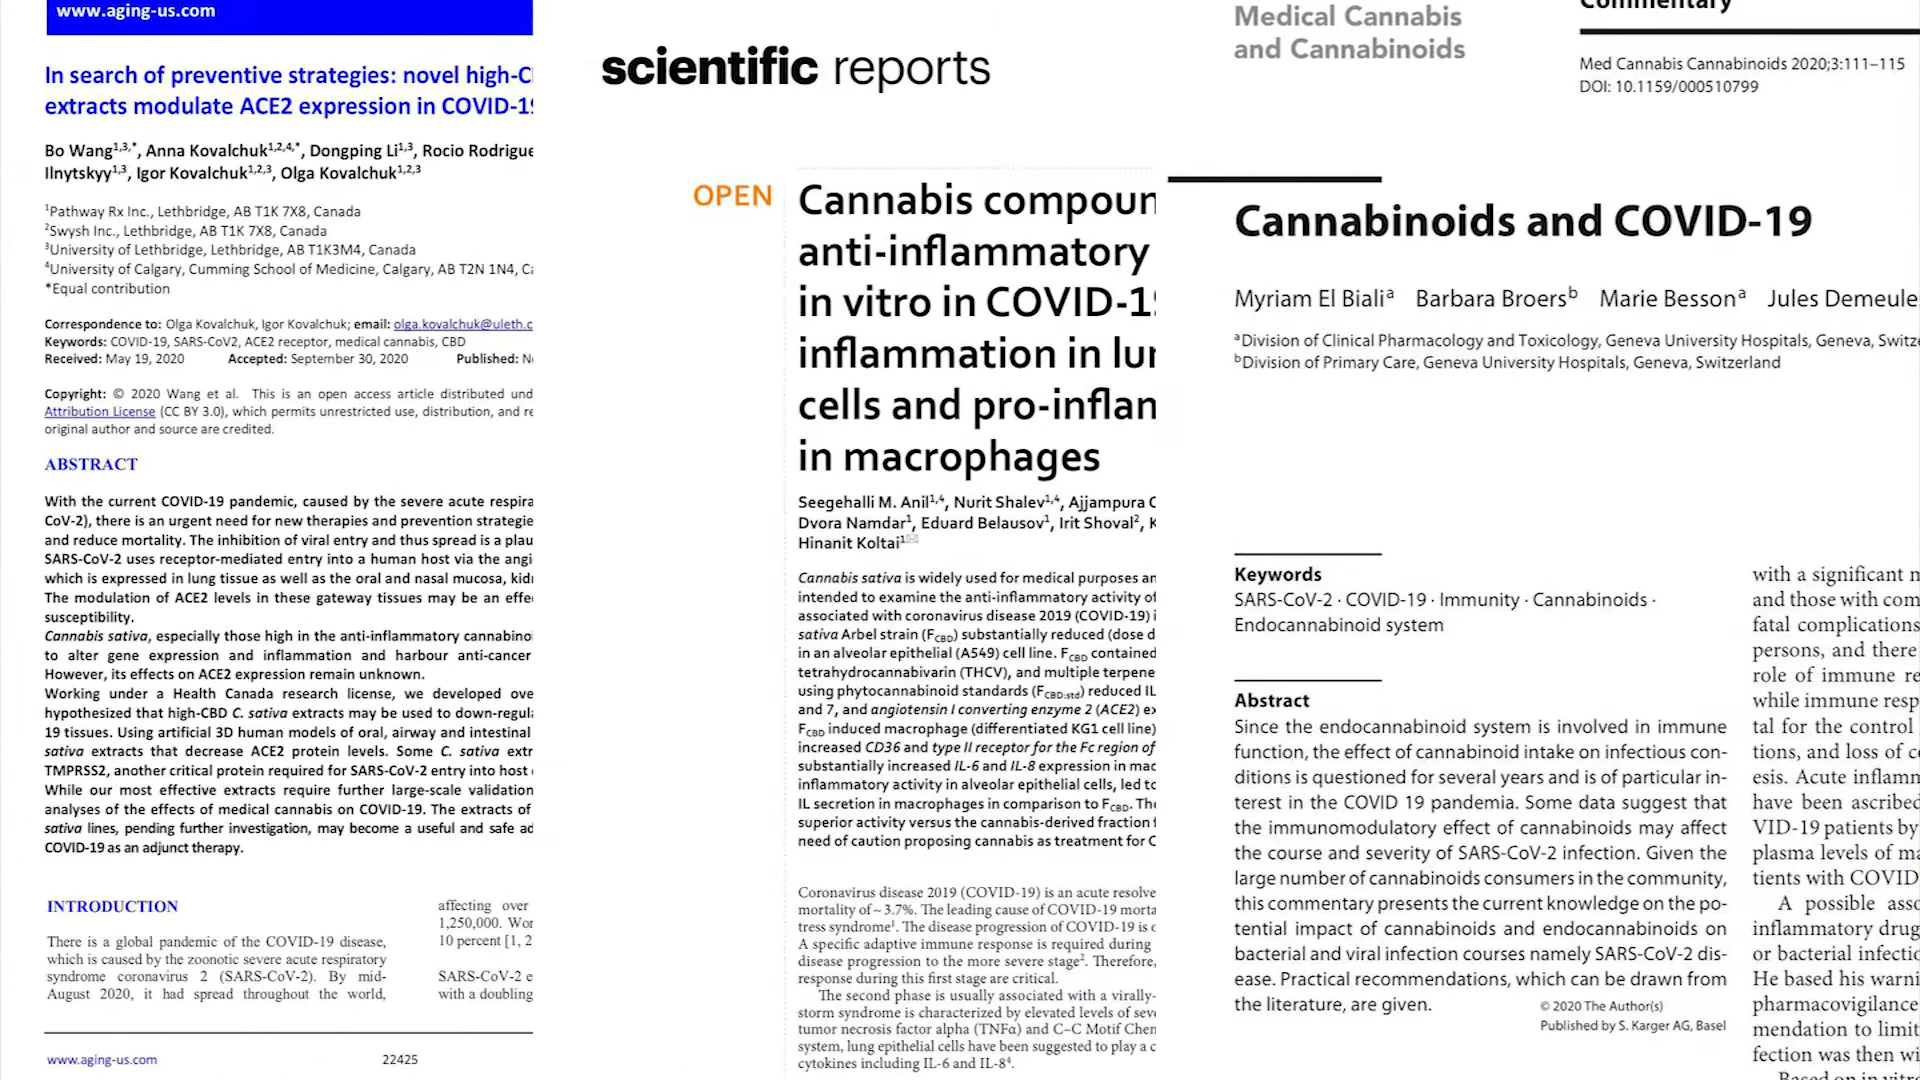 www.aging-us.com
In search of preventive strategies: novel high-C
extracts modulate ACE2 expression in COVID-19
Bo Wang1,3,*, Anna Kovalchuk1,2,4,*, Dongping Li1,3, Rocio Rodrigue
Ilnytskyy1,3, Igor Kovalchuk1,2,3, Olga Kovalchuk1,2,3
1Pathway Rx Inc., Lethbridge, AB T1K 7X8, Canada
2Swysh Inc., Lethbridge, AB T1K 7X8, Canada
3University of Lethbridge, Lethbridge, AB T1K3M4, Canada
4University of Calgary, Cumming School of Medicine, Calgary, AB T2N 1N4, Ca
*Equal contribution
Correspondence to: Olga Kovalchuk, Igor Kovalchuk; email: olga.kovalchuk@uleth.c
Keywords: COVID-19, SARS-CoV2, ACE2 receptor, medical cannabis, CBD
Received: May 19, 2020 Accepted: September 30, 2020 Published: N
Copyright: © 2020 Wang et al. This is an open access article distributed und
Attribution License (CC BY 3.0), which permits unrestricted use, distribution, and re
original author and source are credited.
ABSTRACT
With the current COVID-19 pandemic, caused by the severe acute respira
CoV-2), there is an urgent need for new therapies and prevention strategie
and reduce mortality. The inhibition of viral entry and thus spread is a plau
SARS-CoV-2 uses receptor-mediated entry into a human host via the angi
which is expressed in lung tissue as well as the oral and nasal mucosa, kid
The modulation of ACE2 levels in these gateway tissues may be an effe
susceptibility.
Cannabis sativa, especially those high in the anti-inflammatory cannabino
to alter gene expression and inflammation and harbour anti-cancer
However, its effects on ACE2 expression remain unknown.
Working under a Health Canada research license, we developed ove
hypothesized that high-CBD C. sativa extracts may be used to down-regul
19 tissues. Using artificial 3D human models of oral, airway and intestinal
sativa extracts that decrease ACE2 protein levels. Some C. sativa extr
TMPRSS2, another critical protein required for SARS-CoV-2 entry into host
While our most effective extracts require further large-scale validation
analyses of the effects of medical cannabis on COVID-19. The extracts of
sativa lines, pending further investigation, may become a useful and safe ad
COVID-19 as an adjunct therapy.
INTRODUCTION
There is a global pandemic of the COVID-19 disease,
which is caused by the zoonotic severe acute respiratory
syndrome coronavirus 2 (SARS-CoV-2). By mid-
August 2020, it had spread throughout the world,
affecting over
1,250,000. Wor
10 percent [1, 2
SARS-CoV-2 e
with a doubling
www.aging-us.com 22425
scientific reports
OPEN
Cannabis compoun
anti-inflammatory
in vitro in COVID-19
inflammation in lun
cells and pro-inflam
in macrophages
Seegehalli M. Anil1,4, Nurit Shalev1,4, Ajjampura C
Dvora Namdar1, Eduard Belausov1, Irit Shoval2, K
Hinanit Koltai1
Cannabis sativa is widely used for medical purposes an
intended to examine the anti-inflammatory activity of
associated with coronavirus disease 2019 (COVID-19) i
sativa Arbel strain (FCBD) substantially reduced (dose d
in an alveolar epithelial (A549) cell line. FCBD contained
tetrahydrocannabivarin (THCV), and multiple terpene
using phytocannabinoid standards (FCBD:std) reduced IL
and 7, and angiotensin I converting enzyme 2 (ACE2) ex
FCBD induced macrophage (differentiated KG1 cell line)
increased CD36 and type II receptor for the Fc region of
substantially increased IL-6 and IL-8 expression in mac
inflammatory activity in alveolar epithelial cells, led to
IL secretion in macrophages in comparison to FCBD. The
superior activity versus the cannabis-derived fraction f
need of caution proposing cannabis as treatment for C
Coronavirus disease 2019 (COVID-19) is an acute resolve
mortality of ~ 3.7%. The leading cause of COVID-19 morta
tress syndrome1. The disease progression of COVID-19 is c
A specific adaptive immune response is required during
disease progression to the more severe stage2. Therefore,
response during this first stage are critical.
The second phase is usually associated with a virally-
storm syndrome is characterized by elevated levels of seve
tumor necrosis factor alpha (TNFα) and C–C Motif Chem
system, lung epithelial cells have been suggested to play a c
cytokines including IL-6 and IL-84.
Medical Cannabis
and Cannabinoids
Commentary
Med Cannabis Cannabinoids 2020;3:111–115
DOI: 10.1159/000510799
Cannabinoids and COVID-19
Myriam El Bialia Barbara Broersb Marie Bessona Jules Demeule
aDivision of Clinical Pharmacology and Toxicology, Geneva University Hospitals, Geneva, Switze
bDivision of Primary Care, Geneva University Hospitals, Geneva, Switzerland
Keywords
SARS-CoV-2 · COVID-19 · Immunity · Cannabinoids ·
Endocannabinoid system
Abstract
Since the endocannabinoid system is involved in immune
function, the effect of cannabinoid intake on infectious con-
ditions is questioned for several years and is of particular in-
terest in the COVID 19 pandemia. Some data suggest that
the immunomodulatory effect of cannabinoids may affect
the course and severity of SARS-CoV-2 infection. Given the
large number of cannabinoids consumers in the community,
this commentary presents the current knowledge on the po-
tential impact of cannabinoids and endocannabinoids on
bacterial and viral infection courses namely SARS-CoV-2 dis-
ease. Practical recommendations, which can be drawn from
the literature, are given.
© 2020 The Author(s)
Published by S. Karger AG, Basel
with a significant m
and those with com
fatal complications
persons, and there
role of immune re
while immune resp
tal for the control
tions, and loss of c
esis. Acute inflamm
have been ascribed
VID-19 patients by
plasma levels of ma
tients with COVID
A possible asso
inflammatory drug
or bacterial infectio
He based his warni
pharmacovigilance
mendation to limit
fection was then wi
Based on in vitro